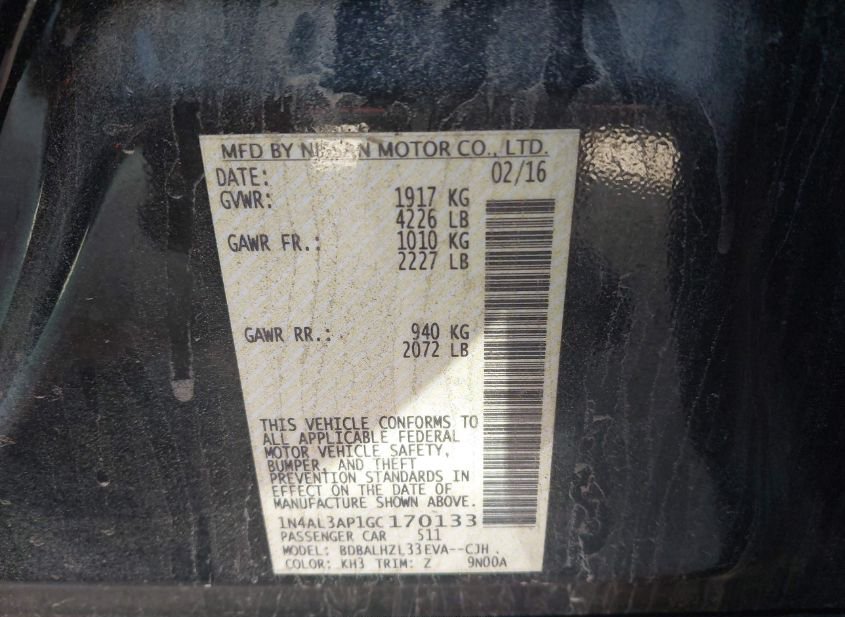 MFD BY NISSAN MOTOR CO., LTD.
DATE: 02/16
GVWR: 1917 KG
4226 LB
GAWR FR.: 1010 KG
2227 LB
GAWR RR.: 940 KG
2072 LB
THIS VEHICLE CONFORMS TO
ALL APPLICABLE FEDERAL
MOTOR VEHICLE SAFETY,
BUMPER, AND THEFT
PREVENTION STANDARDS IN
EFFECT ON THE DATE OF
MANUFACTURE SHOWN ABOVE.
1N4AL3AP1GC170133
PASSENGER CAR S11
MODEL: BDBALHZL33EVA--CJH
COLOR: KH3 TRIM: Z 9N00A